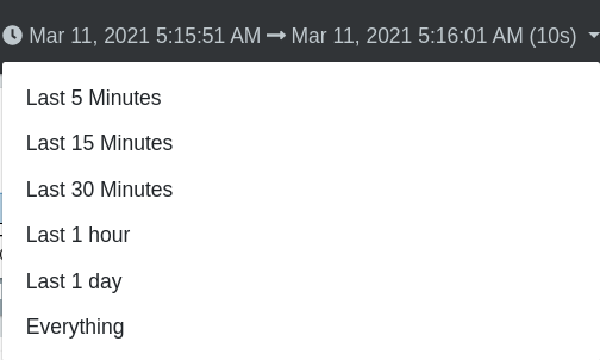 Mar 11, 2021 5:15:51 AM → Mar 11, 2021 5:16:01 AM (10s)
Last 5 Minutes
Last 15 Minutes
Last 30 Minutes
Last 1 hour
Last 1 day
Everything